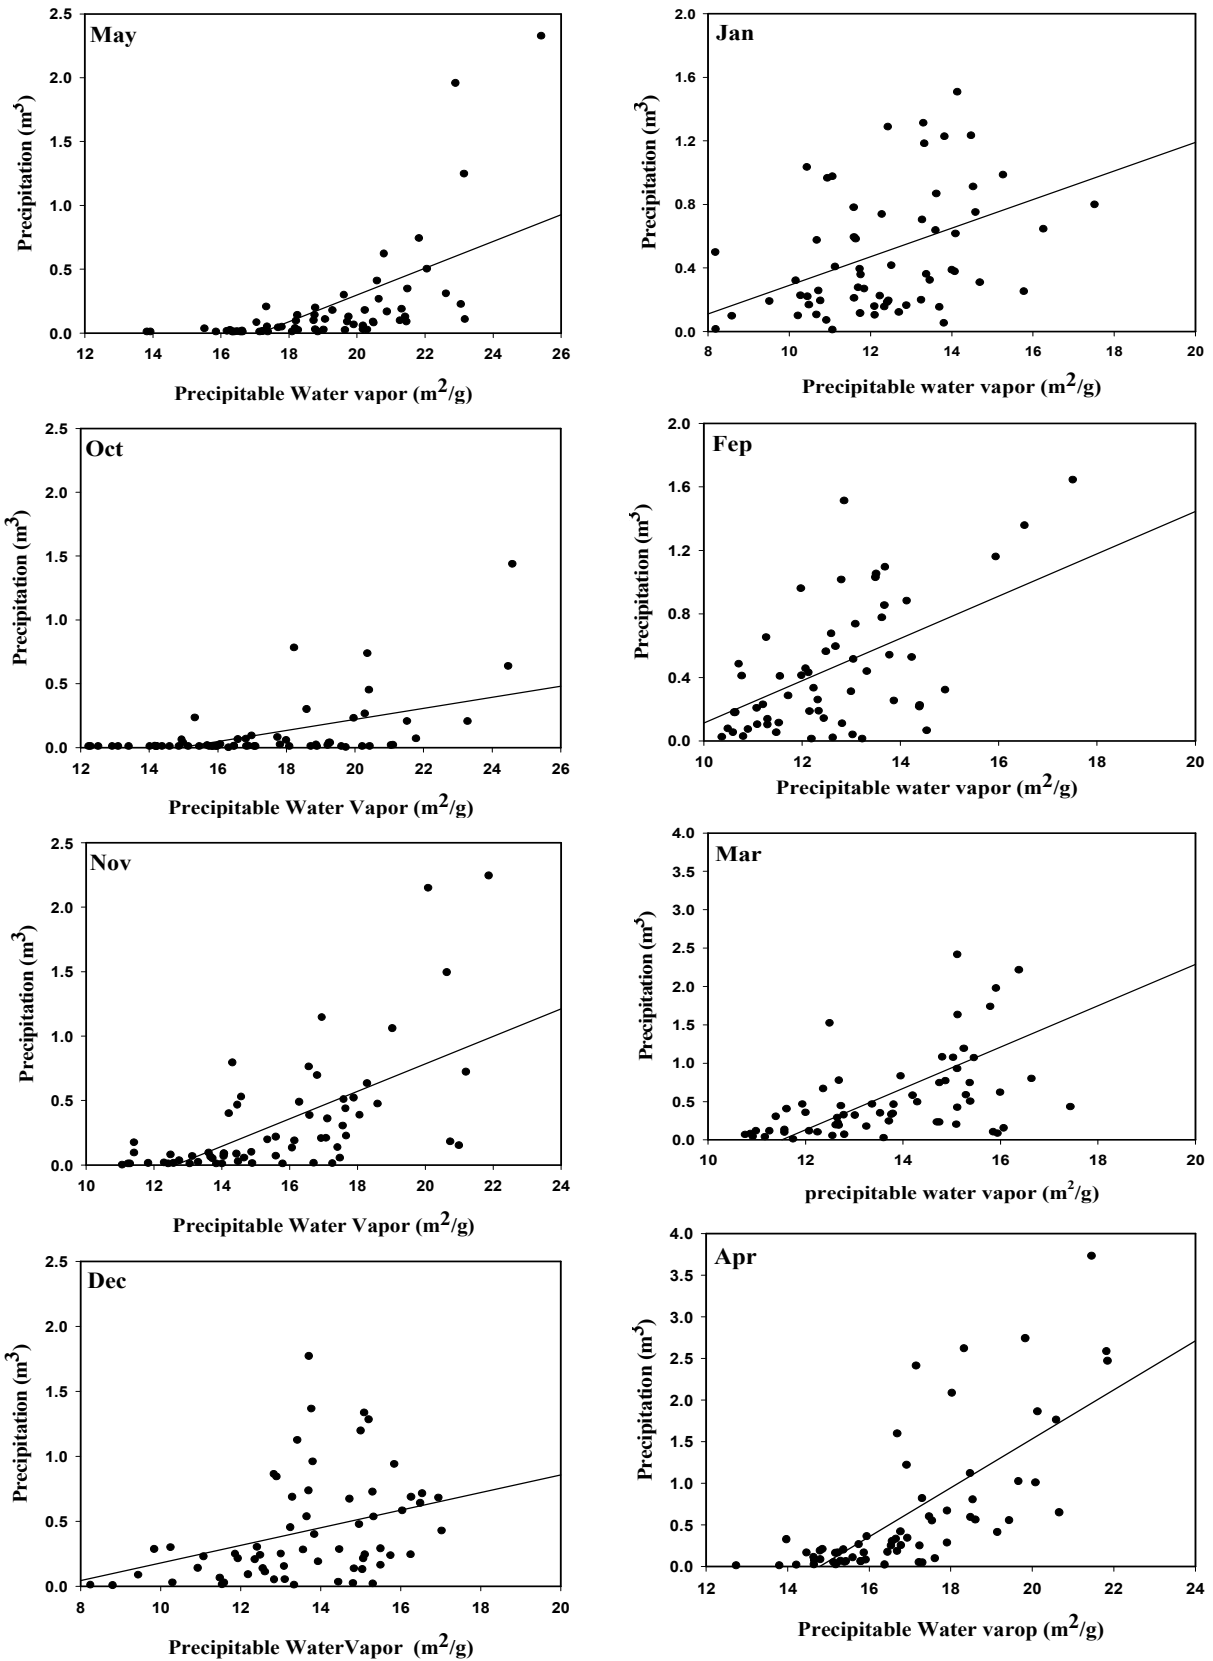 May
2.5
2.0
1.5
1.0
0.5
0.0
Precipitation (m3)
12 14 16 18 20 22 24 26
Precipitable Water vapor (m2/g)
Jan
2.0
1.6
1.2
0.8
0.4
0.0
Precipitation (m3)
8 10 12 14 16 18 20
Precipitable water vapor (m2/g)
Oct
2.5
2.0
1.5
1.0
0.5
0.0
Precipitation (m3)
12 14 16 18 20 22 24 26
Precipitable Water Vapor (m2/g)
Fep
2.0
1.6
1.2
0.8
0.4
0.0
Precipitation (m3)
10 12 14 16 18 20
Precipitable water vapor (m2/g)
Nov
2.5
2.0
1.5
1.0
0.5
0.0
Precipitation (m3)
10 12 14 16 18 20 22 24
Precipitable Water Vapor (m2/g)
Mar
4.0
3.5
3.0
2.5
2.0
1.5
1.0
0.5
0.0
Precipitation (m3)
10 12 14 16 18 20
precipitable water vapor (m2/g)
Dec
2.5
2.0
1.5
1.0
0.5
0.0
Precipitation (m3)
8 10 12 14 16 18 20
Precipitable WaterVapor (m2/g)
Apr
4.0
3.5
3.0
2.5
2.0
1.5
1.0
0.5
0.0
Precipitation (m3)
12 14 16 18 20 22 24
Precipitable Water varop (m2/g)